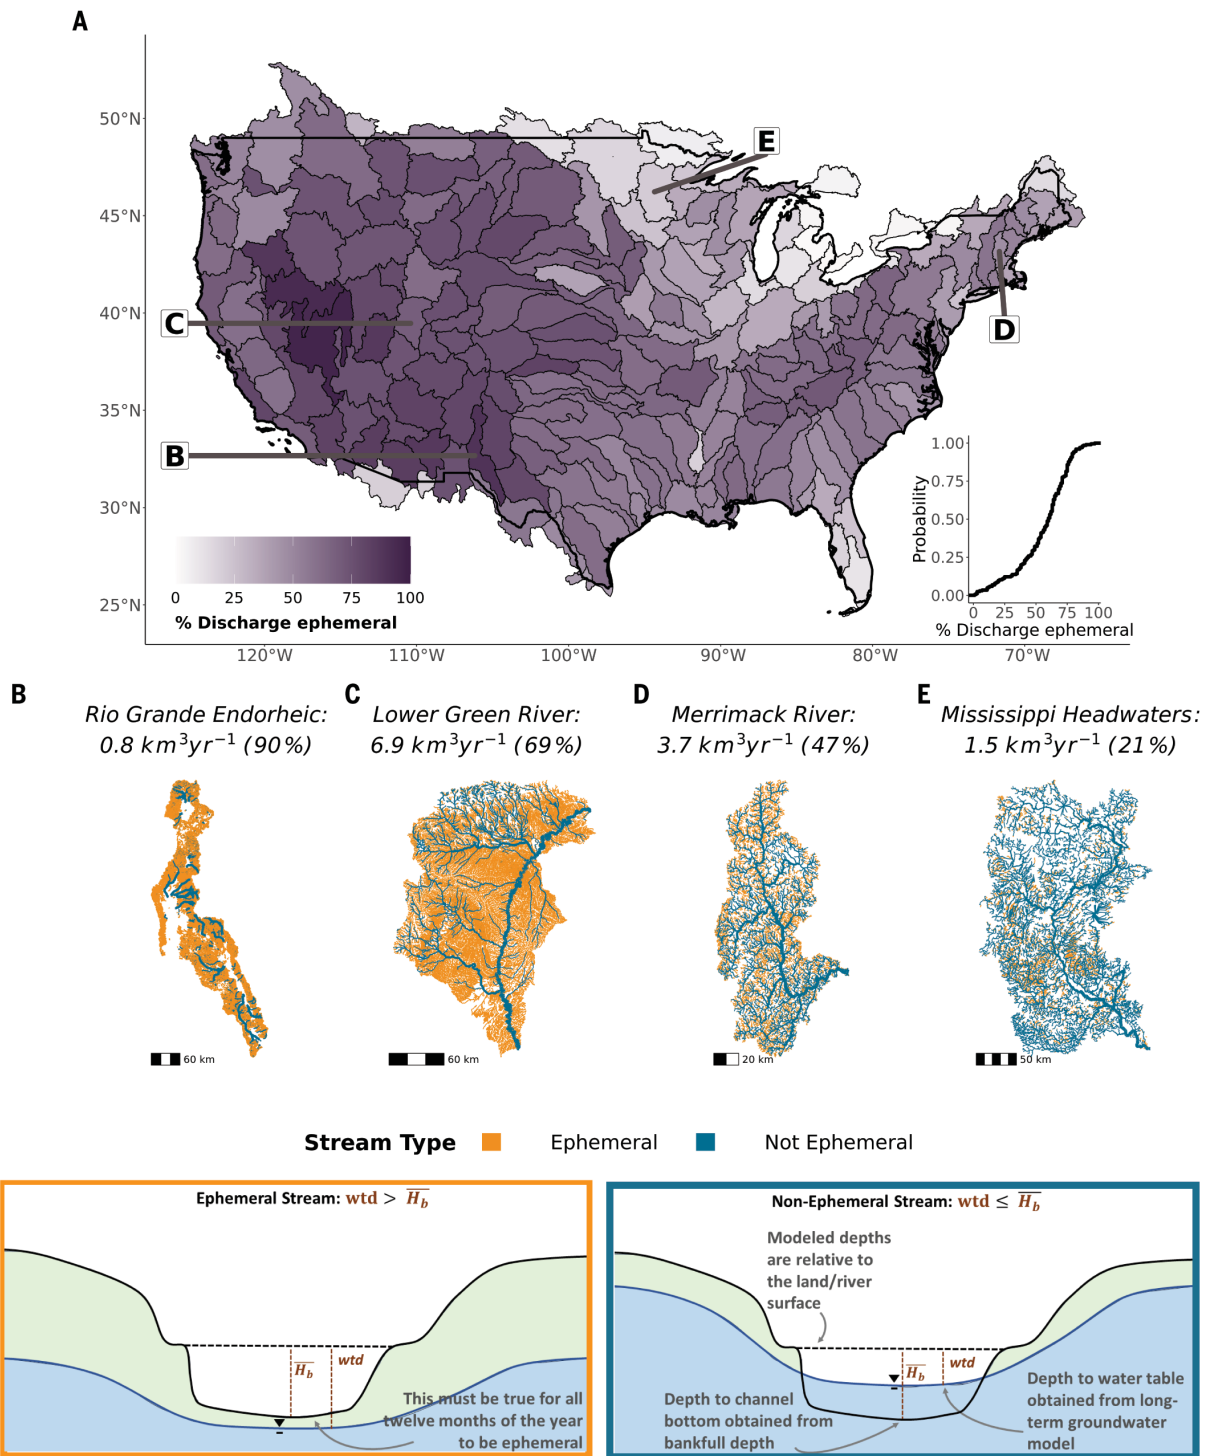 A
50°N
45°N
40°N
35°N
30°N
25°N
E
C
D
B
0 25 50 75 100
% Discharge ephemeral
1.00
0.75
0.50
0.25
0.00
Probability
0 25 50 75 100
% Discharge ephemeral
120°W 110°W 100°W 90°W 80°W 70°W
B
Rio Grande Endorheic:
0.8 km³yr⁻¹ (90%)
60 km
C
Lower Green River:
6.9 km³yr⁻¹ (69%)
60 km
D
Merrimack River:
3.7 km³yr⁻¹ (47%)
20 km
E
Mississippi Headwaters:
1.5 km³yr⁻¹ (21%)
50 km
Stream Type Ephemeral Not Ephemeral
Ephemeral Stream: wtd > H̅_b
H̅_b
wtd
This must be true for all
twelve months of the year
to be ephemeral
Non-Ephemeral Stream: wtd ≤ H̅_b
Modeled depths
are relative to
the land/river
surface
H̅_b
wtd
Depth to channel
bottom obtained from
bankfull depth
Depth to water table
obtained from long-
term groundwater
model